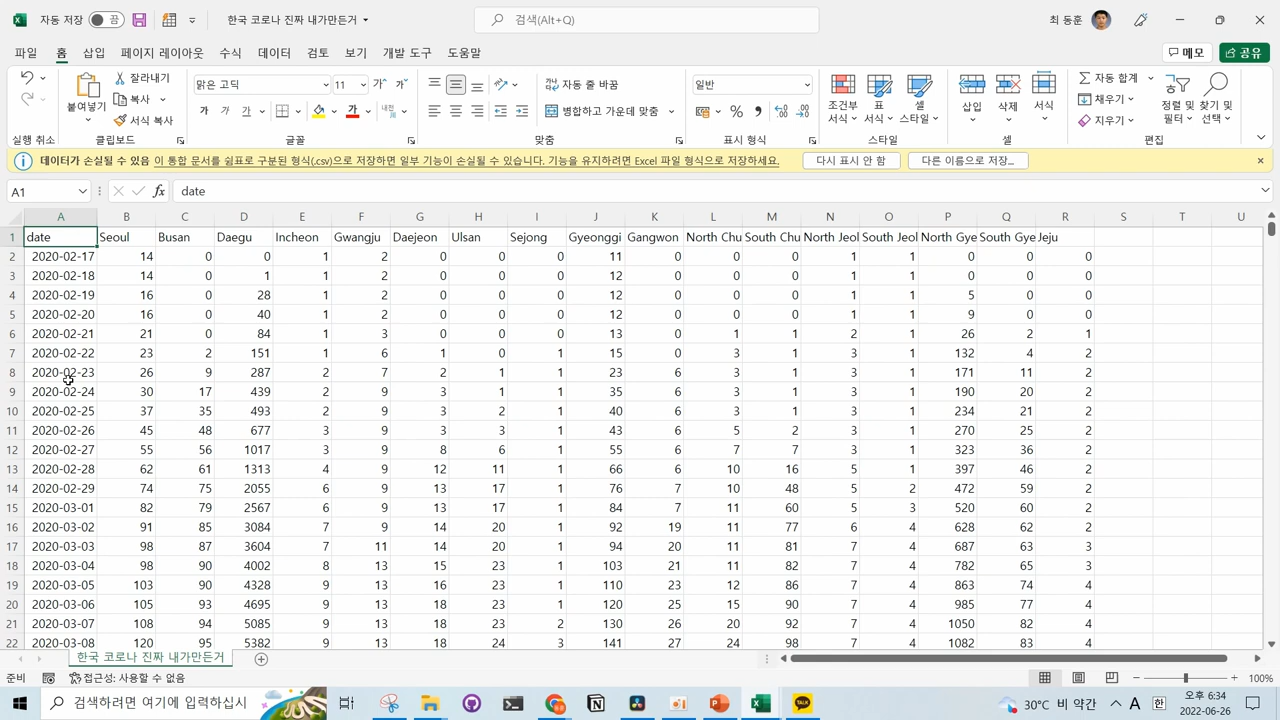 자동 저장 끔 한국 코로나 진짜 내가만든거 검색(Alt+Q) 최 동훈
파일 홈 삽입 페이지 레이아웃 수식 데이터 검토 보기 개발 도구 도움말 메모 공유
붙여넣기 잘라내기 복사 서식 복사 맑은 고딕 11 가 가 가 가 가 자동 줄 바꿈 병합하고 가운데 맞춤 일반 조건부 서식 표 서식 셀 스타일 삽입 삭제 서식 자동 합계 채우기 지우기 정렬 및 필터 찾기 및 선택
실행 취소 클립보드 글꼴 맞춤 표시 형식 스타일 셀 편집
데이터가 손실될 수 있음 이 통합 문서를 쉼표로 구분된 형식(.csv)으로 저장하면 일부 기능이 손실될 수 있습니다. 기능을 유지하려면 Excel 파일 형식으로 저장하세요. 다시 표시 안 함 다른 이름으로 저장...
A1 fx date
A B C D E F G H I J K L M N O P Q R S T U
1 date Seoul Busan Daegu Incheon Gwangju Daejeon Ulsan Sejong Gyeonggi Gangwon North Chu South Chu North Jeol South Jeol North Gye South Gye Jeju
2 2020-02-17 14 0 0 1 2 0 0 0 11 0 0 0 1 1 0 0 0
3 2020-02-18 14 0 1 1 2 0 0 0 12 0 0 0 1 1 0 0 0
4 2020-02-19 16 0 28 1 2 0 0 0 12 0 0 0 1 1 5 0 0
5 2020-02-20 16 0 40 1 2 0 0 0 12 0 0 0 1 1 9 0 0
6 2020-02-21 21 0 84 1 3 0 0 0 13 0 1 1 2 1 26 2 1
7 2020-02-22 23 2 151 1 6 1 0 1 15 0 3 1 3 1 132 4 2
8 2020-02-23 26 9 287 2 7 2 1 1 23 6 3 1 3 1 171 11 2
9 2020-02-24 30 17 439 2 9 3 1 1 35 6 3 1 3 1 190 20 2
10 2020-02-25 37 35 493 2 9 3 2 1 40 6 3 1 3 1 234 21 2
11 2020-02-26 45 48 677 3 9 3 3 1 43 6 5 2 3 1 270 25 2
12 2020-02-27 55 56 1017 3 9 8 6 1 55 6 7 7 3 1 323 36 2
13 2020-02-28 62 61 1313 4 9 12 11 1 66 6 10 16 5 1 397 46 2
14 2020-02-29 74 75 2055 6 9 13 17 1 76 7 10 48 5 2 472 59 2
15 2020-03-01 82 79 2567 6 9 13 17 1 84 7 11 60 5 3 520 60 2
16 2020-03-02 91 85 3084 7 9 14 20 1 92 19 11 77 6 4 628 62 2
17 2020-03-03 98 87 3604 7 11 14 20 1 94 20 11 81 7 4 687 63 3
18 2020-03-04 98 90 4002 8 13 15 23 1 103 21 11 82 7 4 782 65 3
19 2020-03-05 103 90 4328 9 13 16 23 1 110 23 12 86 7 4 863 74 4
20 2020-03-06 105 93 4695 9 13 18 23 1 120 25 15 90 7 4 985 77 4
21 2020-03-07 108 94 5085 9 13 18 23 2 130 26 20 92 7 4 1050 82 4
22 2020-03-08 120 95 5382 9 13 18 24 3 141 27 24 98 7 4 1082 83 4
한국 코로나 진짜 내가만든거
준비 접근성: 사용할 수 없음 100%
검색하려면 여기에 입력하십시 TALK 30°C 비 약간 A 한 오후 6:34
2022-06-26